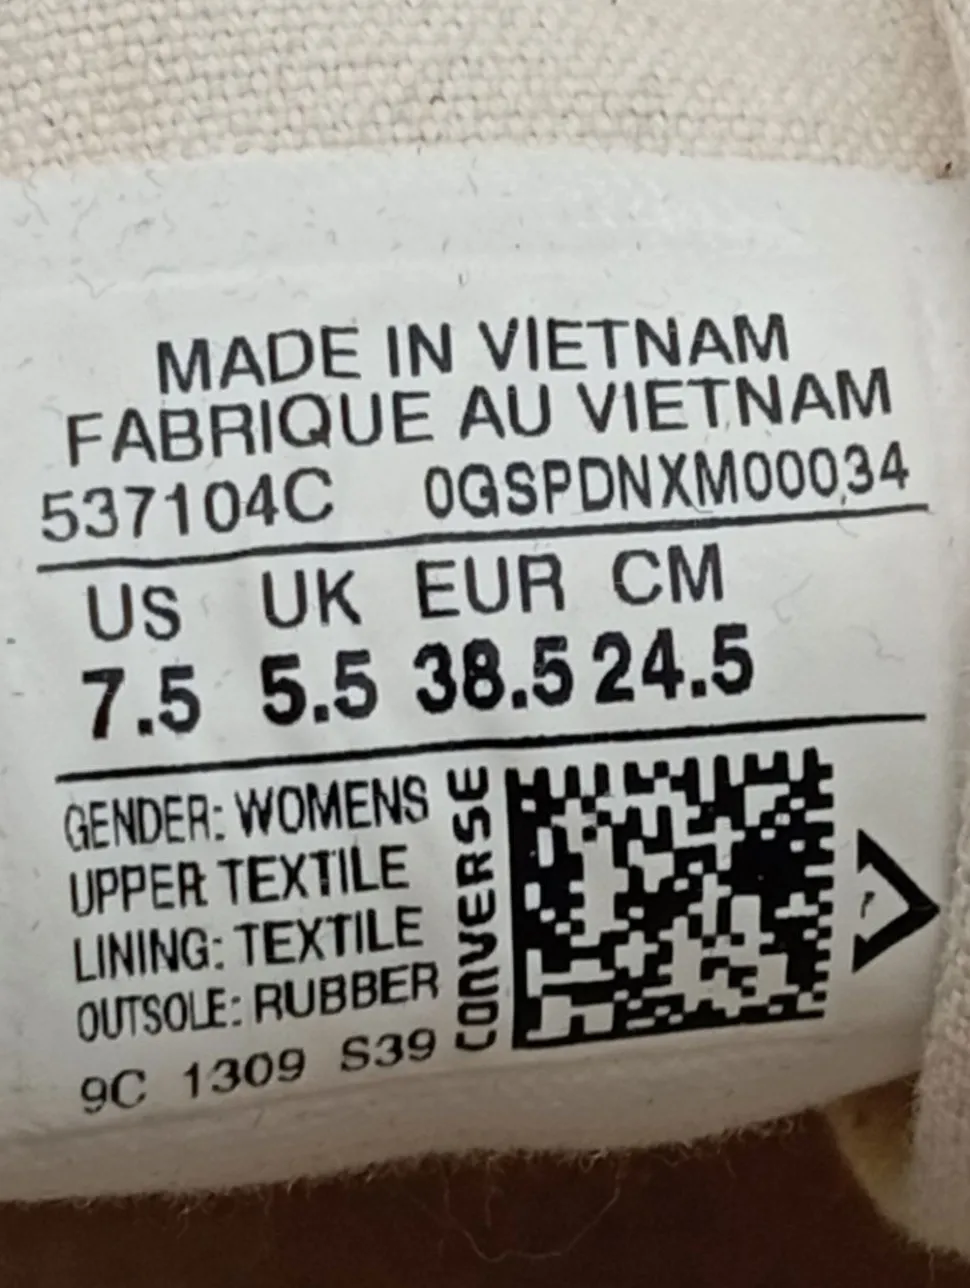 MADE IN VIETNAM
FABRIQUE AU VIETNAM
537104C 0GSPDNXM00034
US UK EUR CM
7.5 5.5 38.5 24.5
GENDER: WOMENS
UPPER: TEXTILE
LINING: TEXTILE
OUTSOLE: RUBBER
9C 1309 S39
CONVERSE